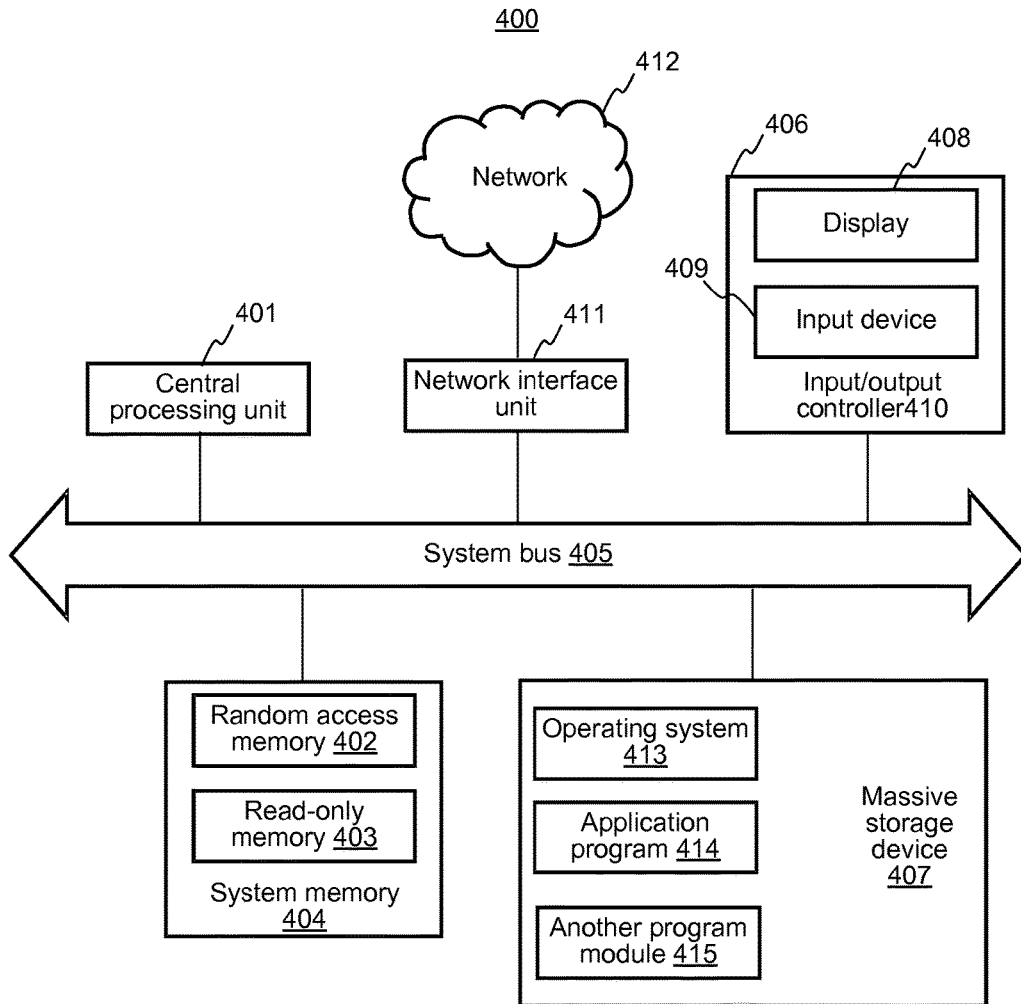 400
412
Network
406
408
Display
409
Input device
Input/output
controller410
401
Central
processing unit
411
Network interface
unit
System bus 405
Random access
memory 402
Read-only
memory 403
System memory
404
Operating system
413
Application
program 414
Another program
module 415
Massive
storage
device
407